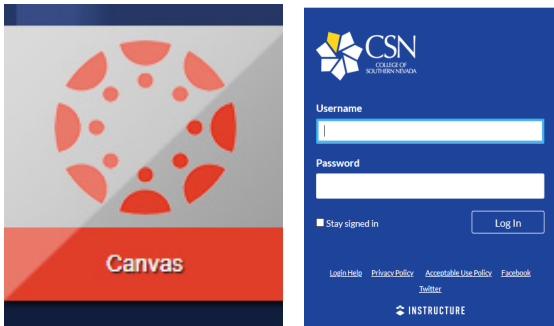 Canvas
CSN
COLLEGE OF
SOUTHERN NEVADA
Username
Password
Stay signed in
Log In
Login Help Privacy Policy Acceptable Use Policy Facebook
Twitter
INSTRUCTURE